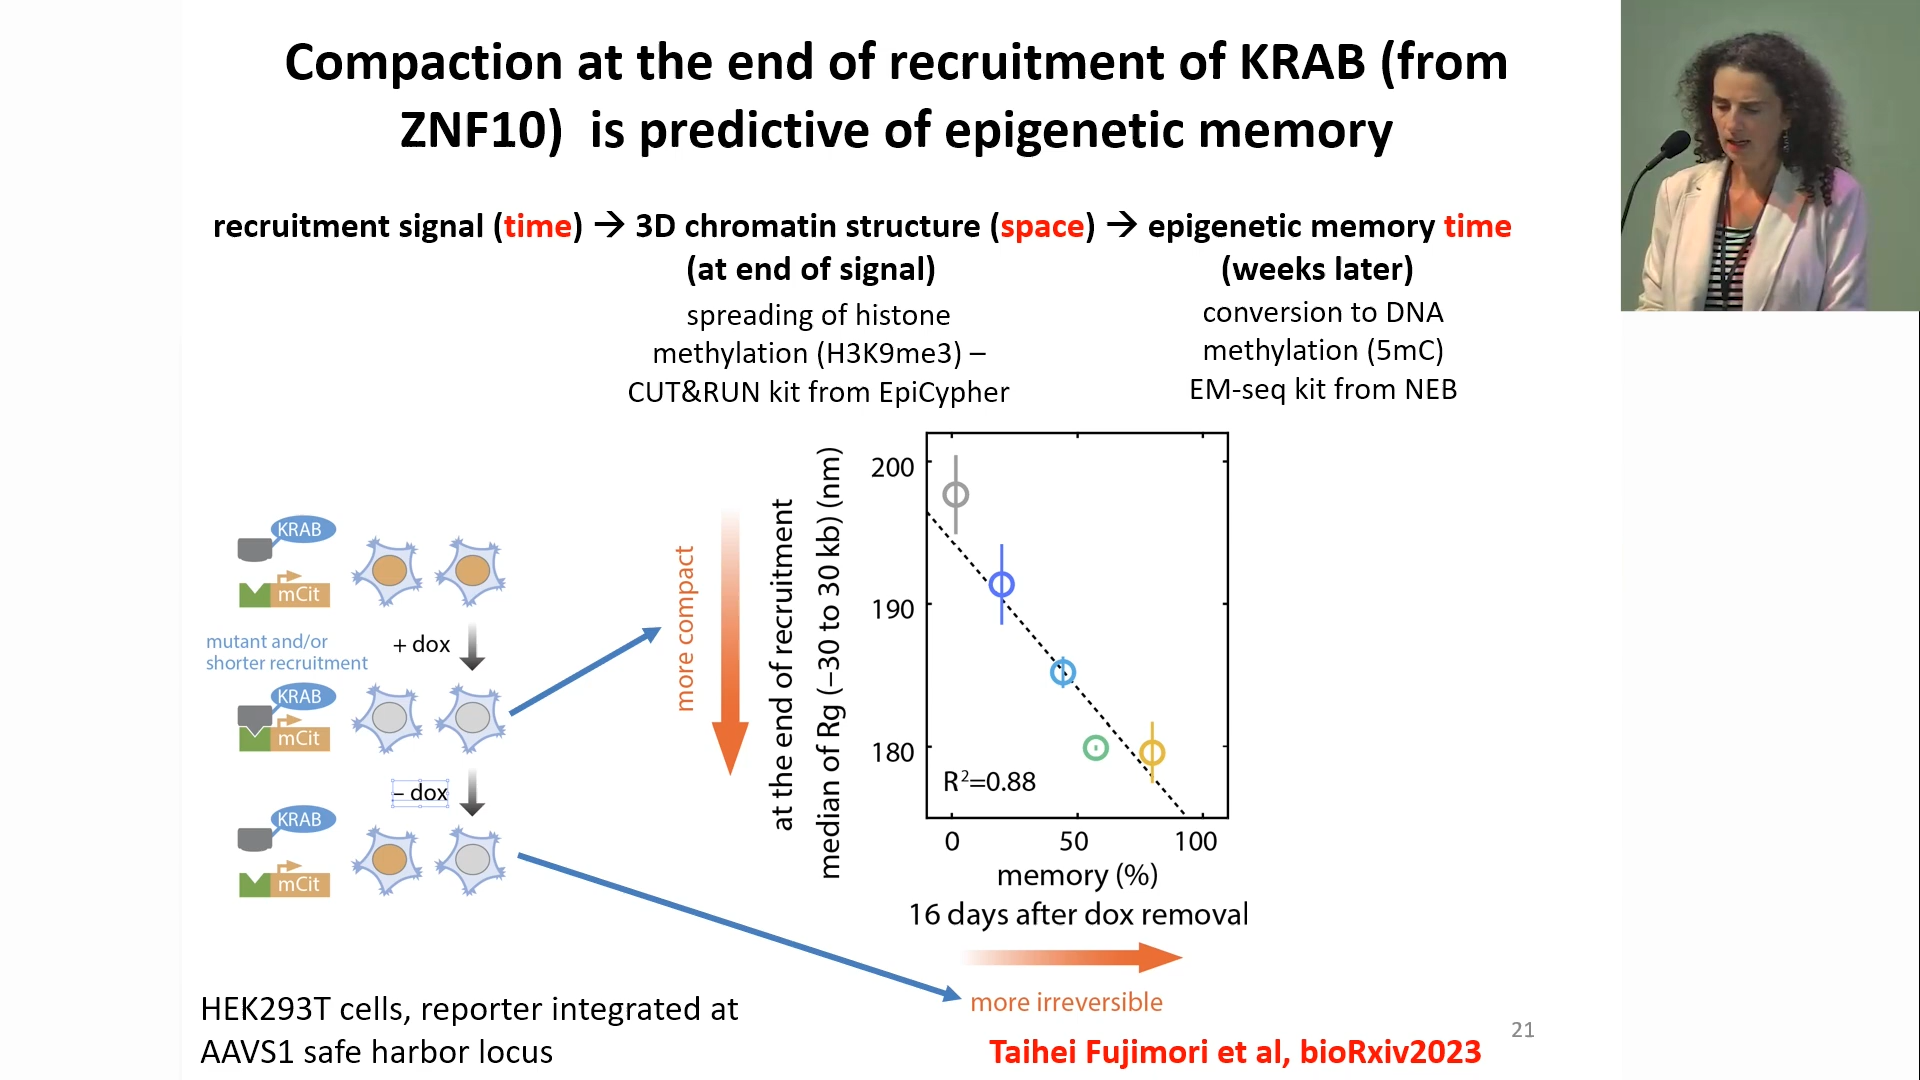 Compaction at the end of recruitment of KRAB (from
ZNF10)  is predictive of epigenetic memory
recruitment signal (time) → 3D chromatin structure (space) → epigenetic memory time
(at end of signal)
(weeks later)
spreading of histone
methylation (H3K9me3) –
CUT&RUN kit from EpiCypher
conversion to DNA
methylation (5mC)
EM-seq kit from NEB
KRAB
mCit
mutant and/or
shorter recruitment
+ dox
KRAB
mCit
– dox
KRAB
mCit
more compact
at the end of recruitment
median of Rg (−30 to 30 kb) (nm)
200
190
180
R²=0.88
0 50 100
memory (%)
16 days after dox removal
more irreversible
HEK293T cells, reporter integrated at
AAVS1 safe harbor locus
Taihei Fujimori et al, bioRxiv2023
21